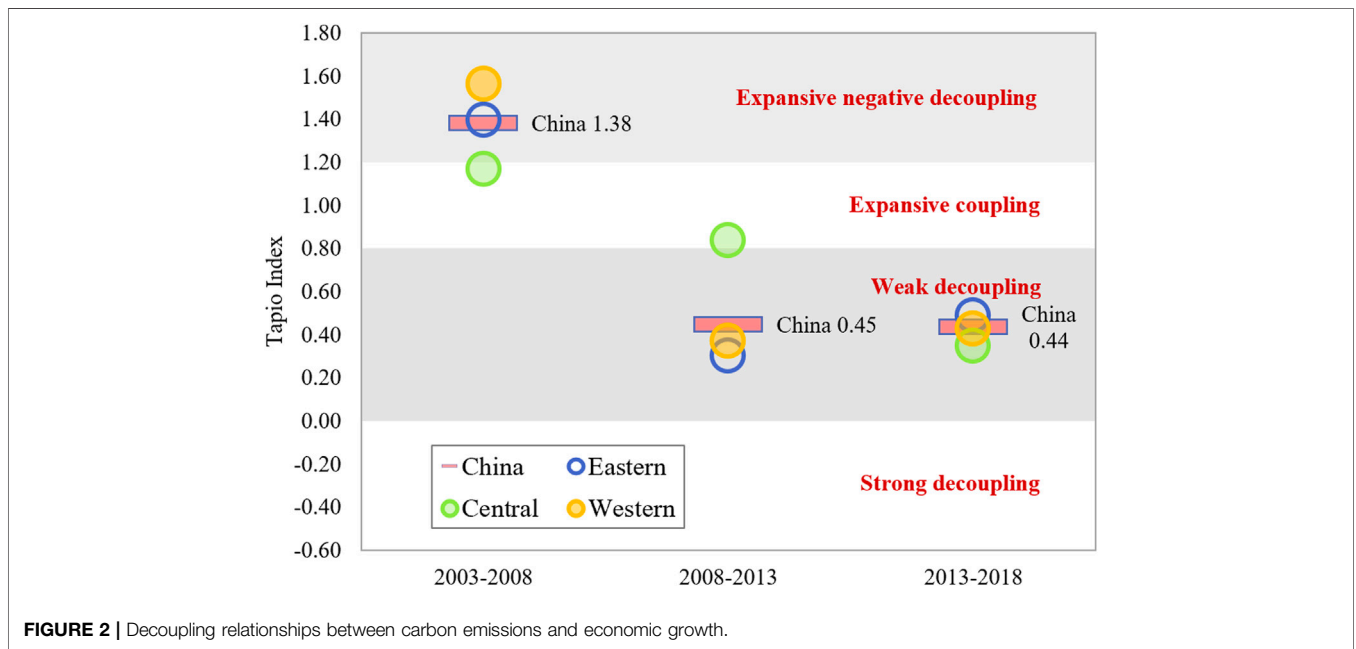 1.80
1.60
1.40
1.20
1.00
0.80
0.60
0.40
0.20
0.00
-0.20
-0.40
-0.60
Tapio Index
Expansive negative decoupling
China 1.38
Expansive coupling
Weak decoupling
China 0.45
China
0.44
Strong decoupling
China Eastern
Central Western
2003-2008 2008-2013 2013-2018
FIGURE 2 | Decoupling relationships between carbon emissions and economic growth.